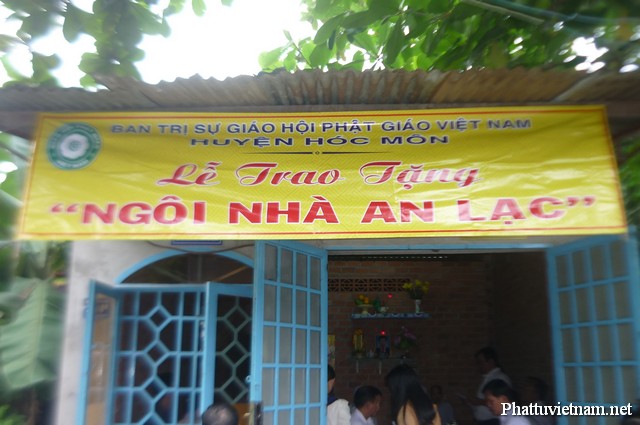 BAN TRỊ SỰ GIÁO HỘI PHẬT GIÁO VIỆT NAM
HUYỆN HÓC MÔN
Lễ Trao Tặng
"NGÔI NHÀ AN LẠC"
Phattuvietnam.net